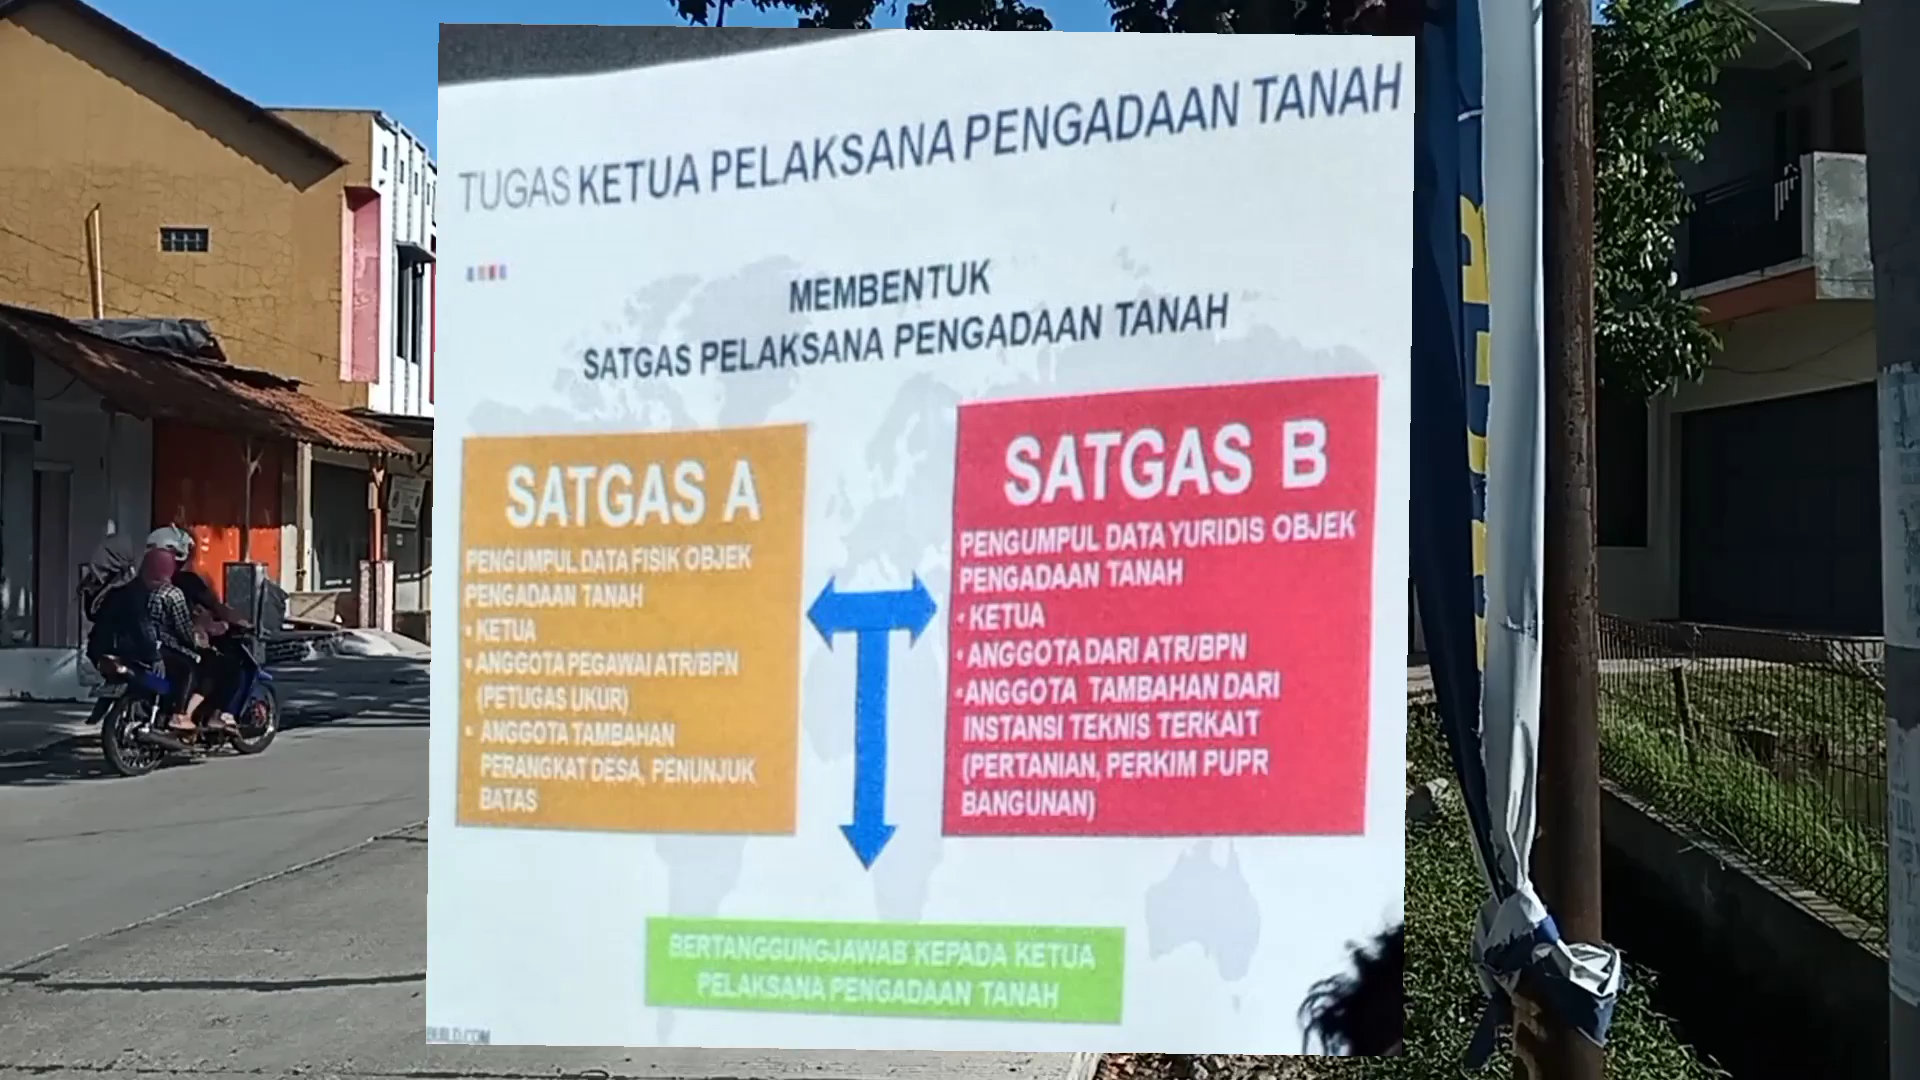 TUGAS KETUA PELAKSANA PENGADAAN TANAH
MEMBENTUK
SATGAS PELAKSANA PENGADAAN TANAH
SATGAS A
PENGUMPUL DATA FISIK OBJEK
PENGADAAN TANAH
• KETUA
• ANGGOTA PEGAWAI ATR/BPN
(PETUGAS UKUR)
• ANGGOTA TAMBAHAN
PERANGKAT DESA, PENUNJUK
BATAS
SATGAS B
PENGUMPUL DATA YURIDIS OBJEK
PENGADAAN TANAH
• KETUA
• ANGGOTA DARI ATR/BPN
• ANGGOTA TAMBAHAN DARI
INSTANSI TEKNIS TERKAIT
(PERTANIAN, PERKIM PUPR
BANGUNAN)
BERTANGGUNGJAWAB KEPADA KETUA
PELAKSANA PENGADAAN TANAH